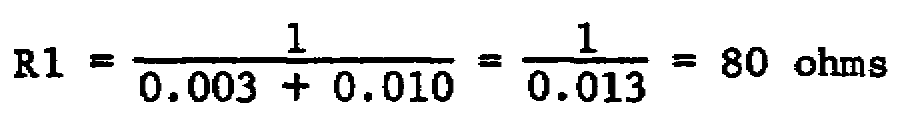 R1 = 1 / (0.003 + 0.010) = 1 / 0.013 = 80 ohms